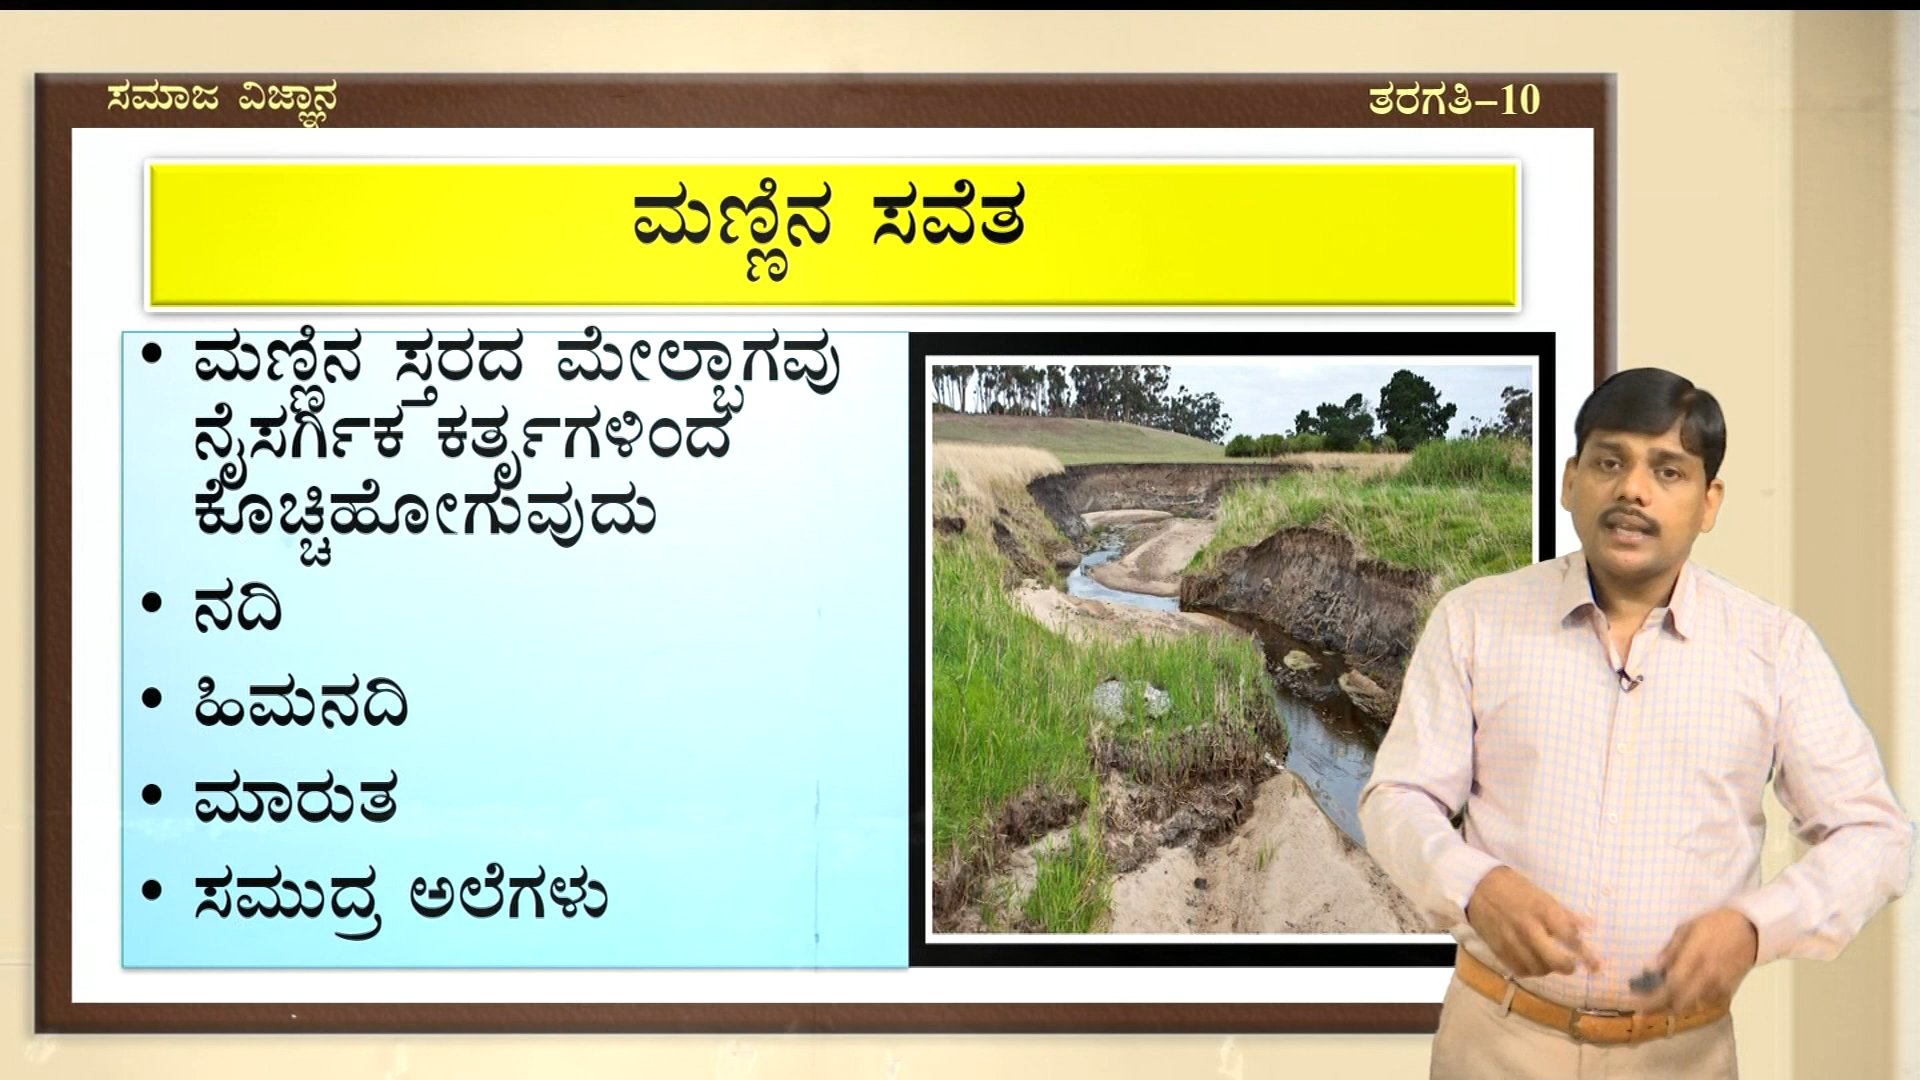 ಸಮಾಜ ವಿಜ್ಞಾನ
ತರಗತಿ–10
ಮಣ್ಣಿನ ಸವೆತ
• ಮಣ್ಣಿನ ಸ್ತರದ ಮೇಲ್ಭಾಗವು
ನೈಸರ್ಗಿಕ ಕರ್ತೃಗಳಿಂದ
ಕೊಚ್ಚಿಹೋಗುವುದು
• ನದಿ
• ಹಿಮನದಿ
• ಮಾರುತ
• ಸಮುದ್ರ ಅಲೆಗಳು